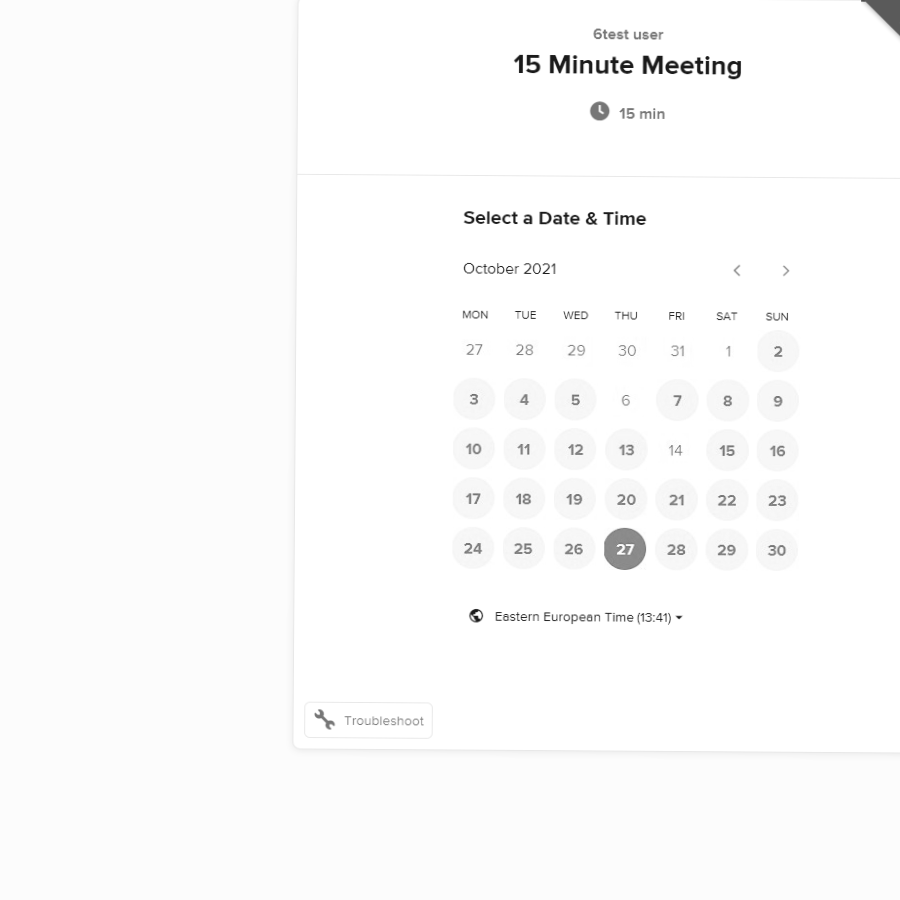 6test user
15 Minute Meeting
15 min
Select a Date & Time
October 2021
MON TUE WED THU FRI SAT SUN
27 28 29 30 31 1 2
3 4 5 6 7 8 9
10 11 12 13 14 15 16
17 18 19 20 21 22 23
24 25 26 27 28 29 30
Eastern European Time (13:41)
Troubleshoot